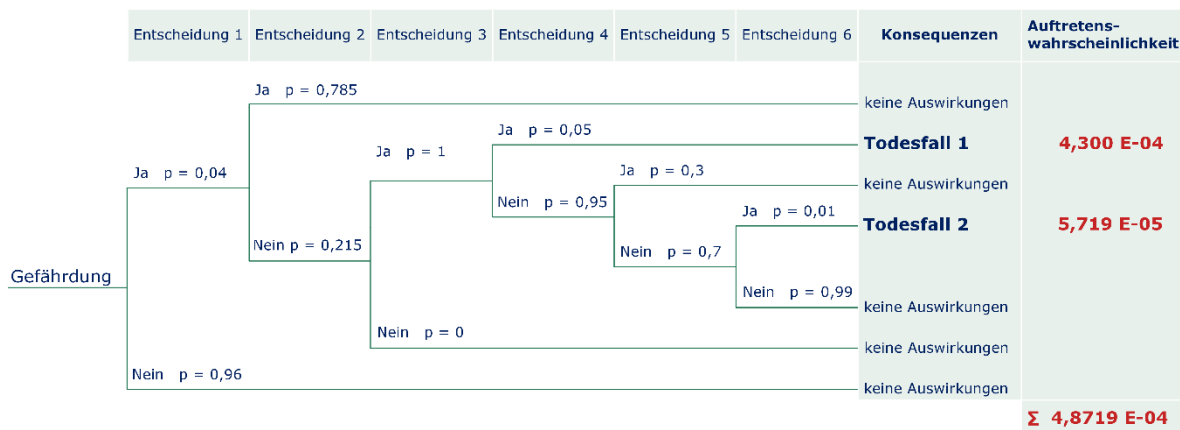 Entscheidung 1 Entscheidung 2 Entscheidung 3 Entscheidung 4 Entscheidung 5 Entscheidung 6 Konsequenzen Auftretens-
wahrscheinlichkeit
Ja p = 0,785
keine Auswirkungen
Ja p = 0,05
Todesfall 1 4,300 E-04
Ja p = 1
Ja p = 0,04
Ja p = 0,3
keine Auswirkungen
Nein p = 0,95
Ja p = 0,01
Todesfall 2 5,719 E-05
Nein p = 0,215
Nein p = 0,7
Gefährdung
Nein p = 0,99
keine Auswirkungen
Nein p = 0
keine Auswirkungen
Nein p = 0,96
keine Auswirkungen
Σ 4,8719 E-04